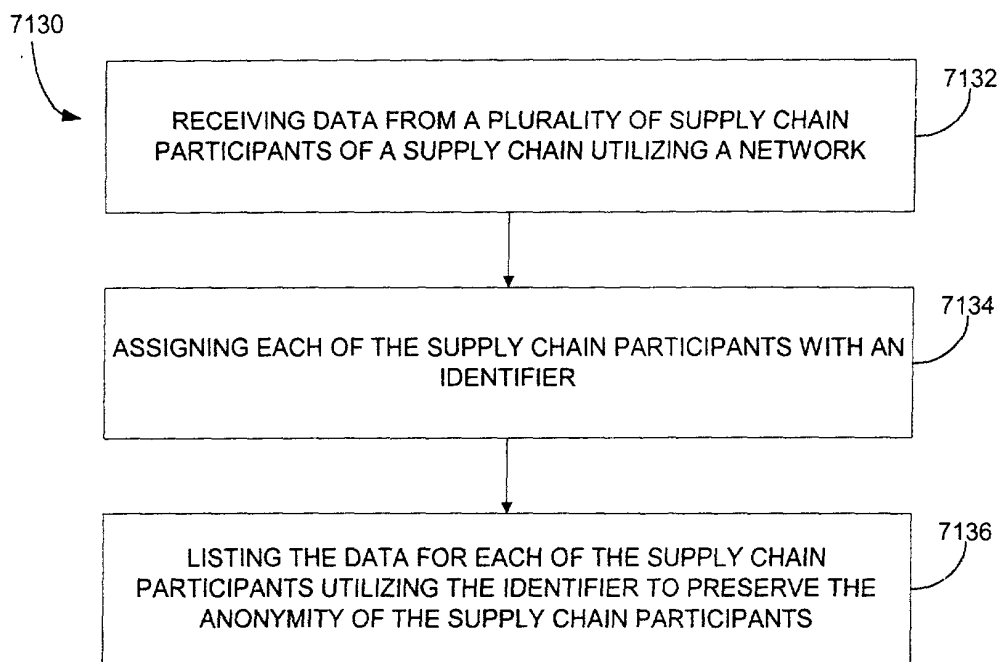 7130
7132
RECEIVING DATA FROM A PLURALITY OF SUPPLY CHAIN
PARTICIPANTS OF A SUPPLY CHAIN UTILIZING A NETWORK
7134
ASSIGNING EACH OF THE SUPPLY CHAIN PARTICIPANTS WITH AN
IDENTIFIER
7136
LISTING THE DATA FOR EACH OF THE SUPPLY CHAIN
PARTICIPANTS UTILIZING THE IDENTIFIER TO PRESERVE THE
ANONYMITY OF THE SUPPLY CHAIN PARTICIPANTS